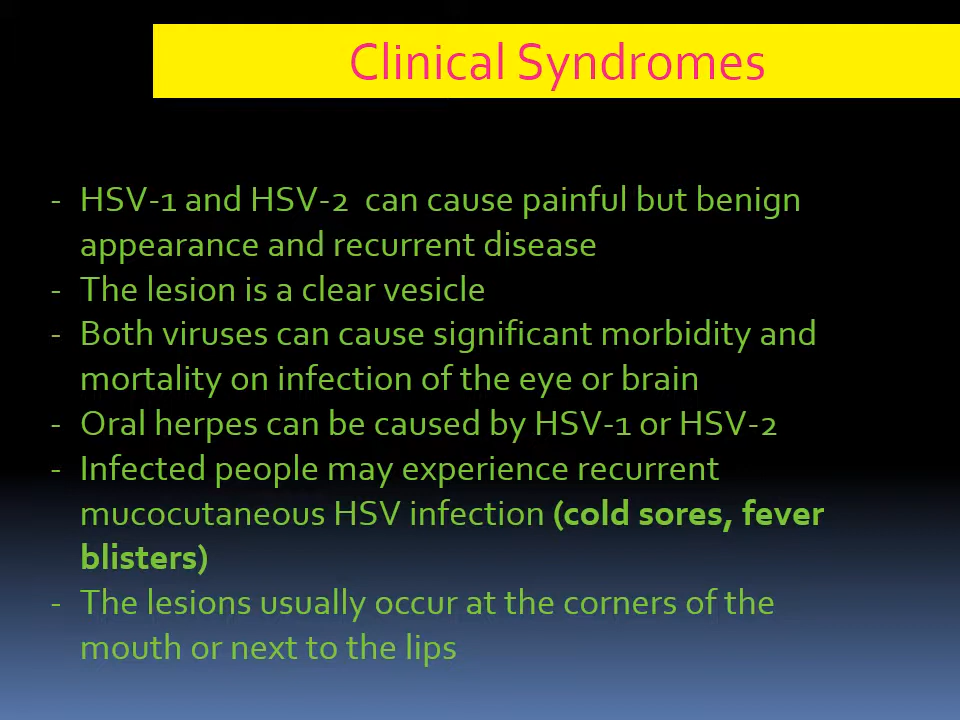 Clinical Syndromes
- HSV-1 and HSV-2  can cause painful but benign
appearance and recurrent disease
- The lesion is a clear vesicle
- Both viruses can cause significant morbidity and
mortality on infection of the eye or brain
- Oral herpes can be caused by HSV-1 or HSV-2
- Infected people may experience recurrent
mucocutaneous HSV infection (cold sores, fever
blisters)
- The lesions usually occur at the corners of the
mouth or next to the lips